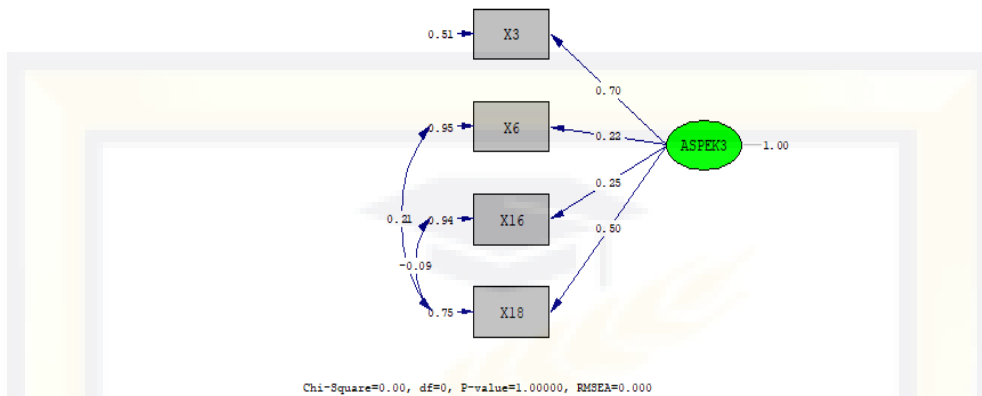 0.51 X3
0.70
0.95 X6 0.22 ASPEK3 1.00
0.25
0.21 0.94 X16 0.50
-0.09
0.75 X18
Chi-Square=0.00, df=0, P-value=1.00000, RMSEA=0.000